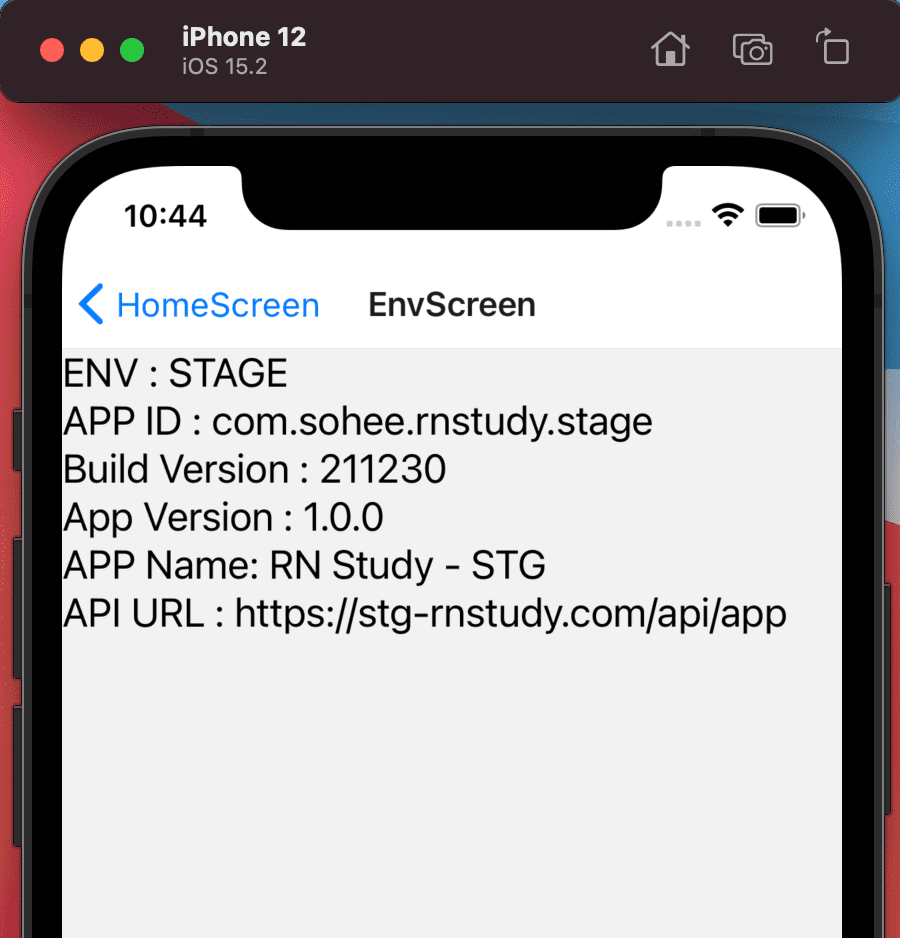 iPhone 12
iOS 15.2
10:44
HomeScreen EnvScreen
ENV : STAGE
APP ID : com.sohee.rnstudy.stage
Build Version : 211230
App Version : 1.0.0
APP Name: RN Study - STG
API URL : https://stg-rnstudy.com/api/app